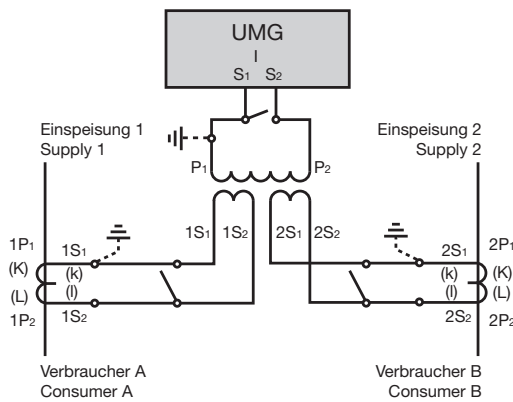 UMG
I
S₁ S₂
Einspeisung 1
Supply 1
Einspeisung 2
Supply 2
P₁ P₂
1S₁ 1S₂ 2S₁ 2S₂
1P₁ 1S₁ 2S₁ 2P₁
(K) (k) (k) (K)
(L) (l) (l) (L)
1P₂ 1S₂ 2S₂ 2P₂
Verbraucher A
Consumer A
Verbraucher B
Consumer B